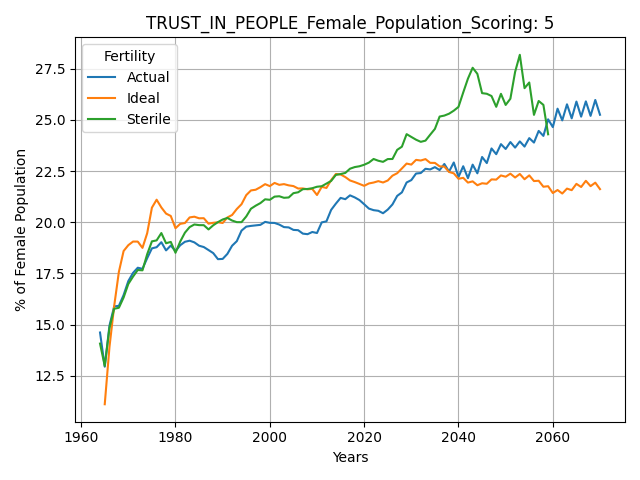 TRUST_IN_PEOPLE_Female_Population_Scoring: 5
Fertility
Actual
Ideal
Sterile
% of Female Population
27.5
25.0
22.5
20.0
17.5
15.0
12.5
1960 1980 2000 2020 2040 2060
Years